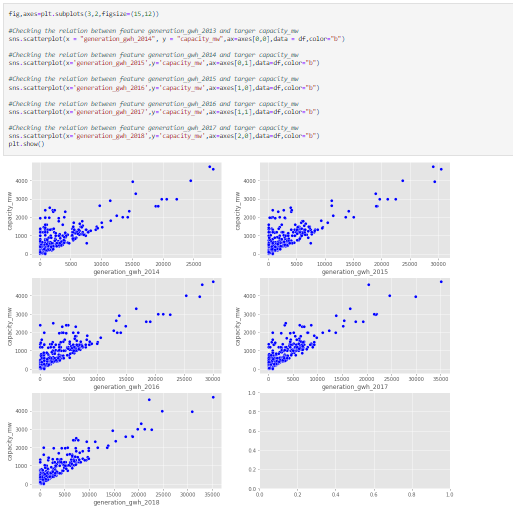 fig,axes=plt.subplots(3,2,figsize=(15,12))
#Checking the relation between feature generation_gwh_2013 and targer capacity_mw
sns.scatterplot(x = "generation_gwh_2014", y = "capacity_mw",ax=axes[0,0],data = df,color="b")
#Checking the relation between feature generation_gwh_2014 and targer capacity_mw
sns.scatterplot(x='generation_gwh_2015',y='capacity_mw',ax=axes[0,1],data=df,color="b")
#Checking the relation between feature generation_gwh_2015 and targer capacity_mw
sns.scatterplot(x='generation_gwh_2016',y='capacity_mw',ax=axes[1,0],data=df,color="b")
#Checking the relation between feature generation_gwh_2016 and targer capacity_mw
sns.scatterplot(x='generation_gwh_2017',y='capacity_mw',ax=axes[1,1],data=df,color="b")
#Checking the relation between feature generation_gwh_2017 and targer capacity_mw
sns.scatterplot(x='generation_gwh_2018',y='capacity_mw',ax=axes[2,0],data=df,color="b")
plt.show()
capacity_mw
4000
3000
2000
1000
0
0 5000 10000 15000 20000 25000
generation_gwh_2014
capacity_mw
4000
3000
2000
1000
0
0 5000 10000 15000 20000 25000 30000
generation_gwh_2015
capacity_mw
5000
4000
3000
2000
1000
0
0 5000 10000 15000 20000 25000 30000
generation_gwh_2016
capacity_mw
5000
4000
3000
2000
1000
0
0 5000 10000 15000 20000 25000 30000 35000
generation_gwh_2017
capacity_mw
4000
3000
2000
1000
0
0 5000 10000 15000 20000 25000 30000 35000
generation_gwh_2018
1.0
0.8
0.6
0.4
0.2
0.0
0.0 0.2 0.4 0.6 0.8 1.0